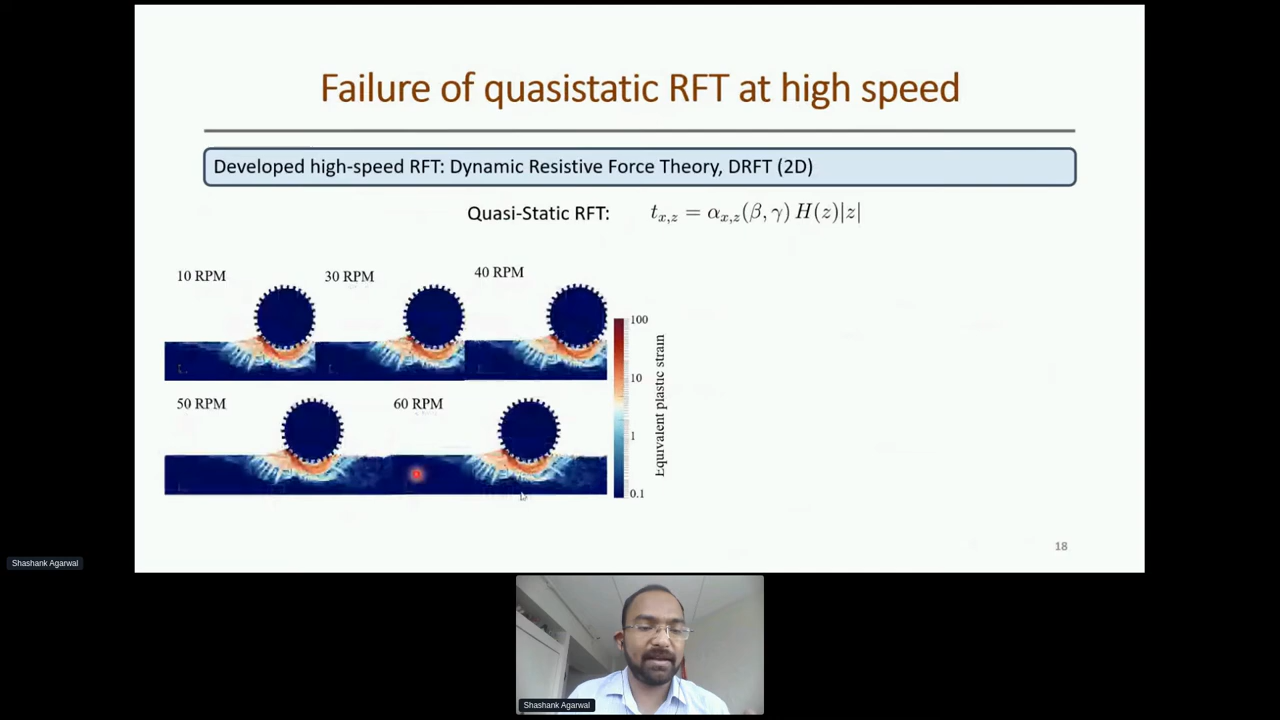 Failure of quasistatic RFT at high speed
Developed high-speed RFT: Dynamic Resistive Force Theory, DRFT (2D)
Quasi-Static RFT: t_{x,z} = α_{x,z}(β, γ) H(z)|z|
10 RPM
30 RPM
40 RPM
50 RPM
60 RPM
100
10
1
0.1
Equivalent plastic strain
18
Shashank Agarwal
Shashank Agarwal